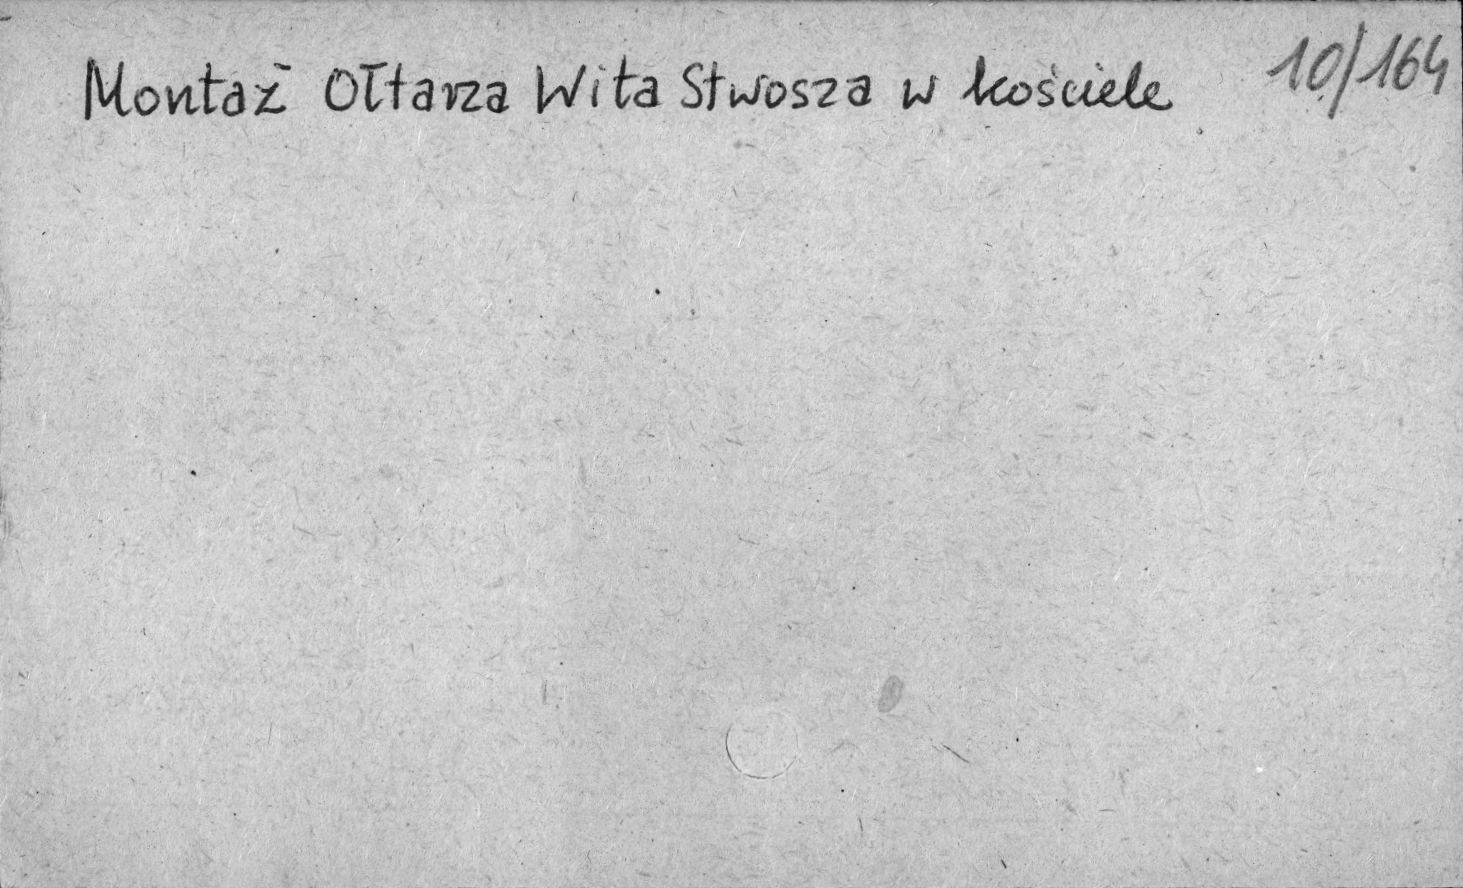 Montaż Ołtarza Wita Stwosza w kościele 10/164